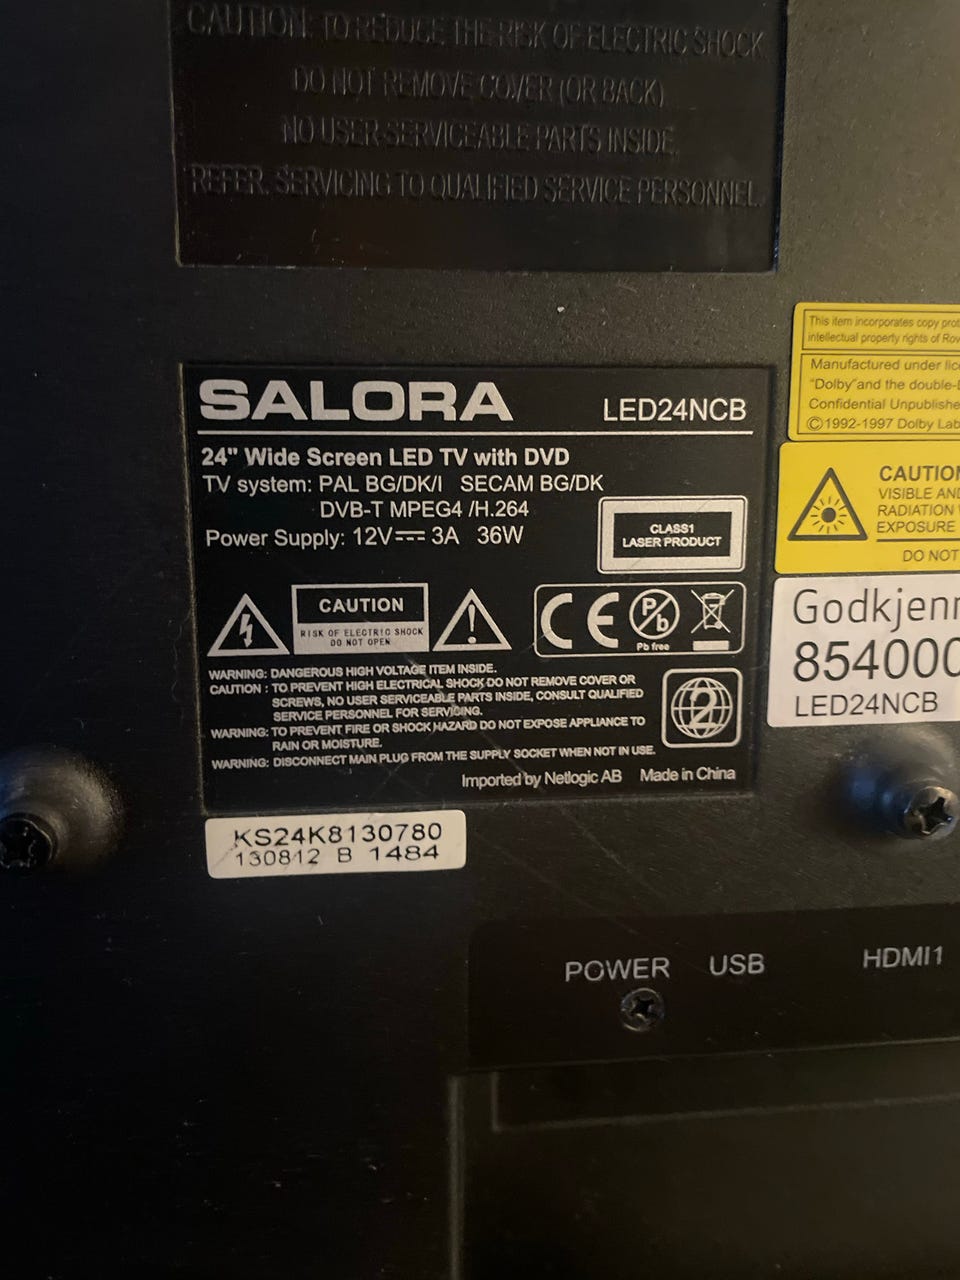 CAUTION: TO REDUCE THE RISK OF ELECTRIC SHOCK
DO NOT REMOVE COVER (OR BACK)
NO USER-SERVICEABLE PARTS INSIDE.
REFER. SERVICING TO QUALIFIED SERVICE PERSONNEL.
This item incorporates copy
intellectual property rights of
Manufactured under
"Dolby"and the
Confidential
©1992-1997 Dolby
SALORA LED24NCB
24" Wide Screen LED TV with DVD
TV system: PAL BG/DK/I SECAM BG/DK
DVB-T MPEG4 /H.264
Power Supply: 12V⎓ 3A 36W
CLASS1
LASER PRODUCT
CAUTION
VISIBLE
RADIATION
EXPOSURE
DO NOT
CAUTION
RISK OF ELECTRIC SHOCK
DO NOT OPEN
CE
Pb
Pb free
WARNING: DANGEROUS HIGH VOLTAGE ITEM INSIDE.
CAUTION : TO PREVENT HIGH ELECTRICAL SHOCK DO NOT REMOVE COVER OR
SCREWS, NO USER SERVICEABLE PARTS INSIDE, CONSULT QUALIFIED
SERVICE PERSONNEL FOR SERVICING.
WARNING: TO PREVENT FIRE OR SHOCK HAZARD DO NOT EXPOSE APPLIANCE TO
RAIN OR MOISTURE.
WARNING: DISCONNECT MAIN PLUG FROM THE SUPPLY SOCKET WHEN NOT IN USE.
2
Imported by Netlogic AB Made in China
854000
LED24NCB
KS24K8130780
130812 B 1484
POWER USB HDMI1